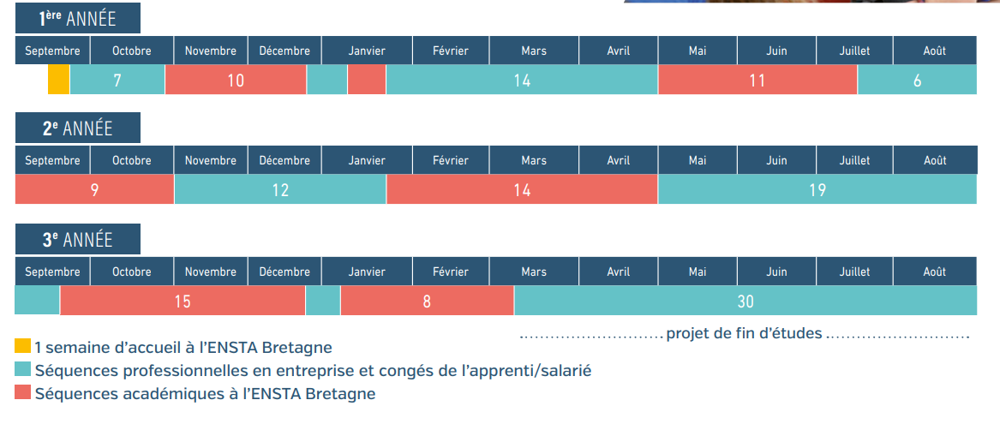 1ère ANNÉE
Septembre Octobre Novembre Décembre Janvier Février Mars Avril Mai Juin Juillet Août
7 10 14 11 6
2e ANNÉE
Septembre Octobre Novembre Décembre Janvier Février Mars Avril Mai Juin Juillet Août
9 12 14 19
3e ANNÉE
Septembre Octobre Novembre Décembre Janvier Février Mars Avril Mai Juin Juillet Août
15 8 30
projet de fin d'études
1 semaine d'accueil à l'ENSTA Bretagne
Séquences professionnelles en entreprise et congés de l'apprenti/salarié
Séquences académiques à l'ENSTA Bretagne